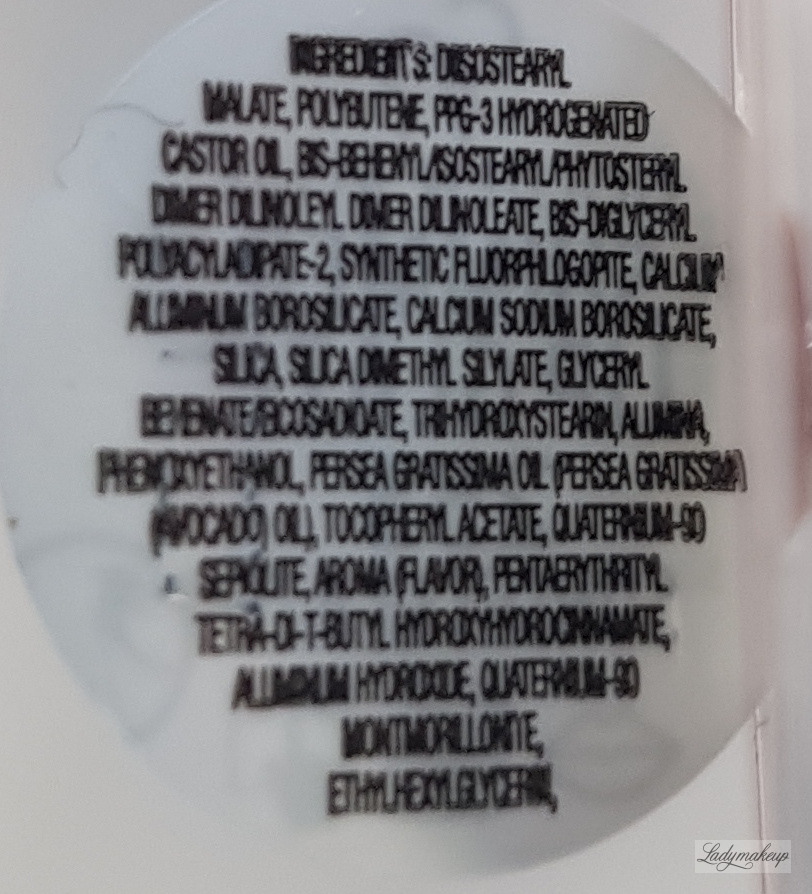 INGREDIENTS: DIISOSTEARYL
MALATE, POLYBUTENE, PPG-3 HYDROGENATED
CASTOR OIL, BIS-BEHENYL/ISOSTEARYL/PHYTOSTERYL
DIMER DILINOLEYL DIMER DILINOLEATE, BIS-DIGLYCERYL
POLYACYLADIPATE-2, SYNTHETIC FLUORPHLOGOPITE, CALCIUM
ALUMINUM BOROSILICATE, CALCIUM SODIUM BOROSILICATE,
SILICA, SILICA DIMETHYL SILYLATE, GLYCERYL
BEHENATE/EICOSADIOATE, TRIHYDROXYSTEARIN, ALUMINA,
PHENOXYETHANOL, PERSEA GRATISSIMA OIL (PERSEA GRATISSIMA
(AVOCADO) OIL), TOCOPHERYL ACETATE, QUATERNIUM-90
SEPIOLITE, AROMA (FLAVOR), PENTAERYTHRITYL
TETRA-DI-T-BUTYL HYDROXYHYDROCINNAMATE,
ALUMINUM HYDROXIDE, QUATERNIUM-90
MONTMORILLONITE,
ETHYLHEXYLGLYCERIN,
Ladymakeup